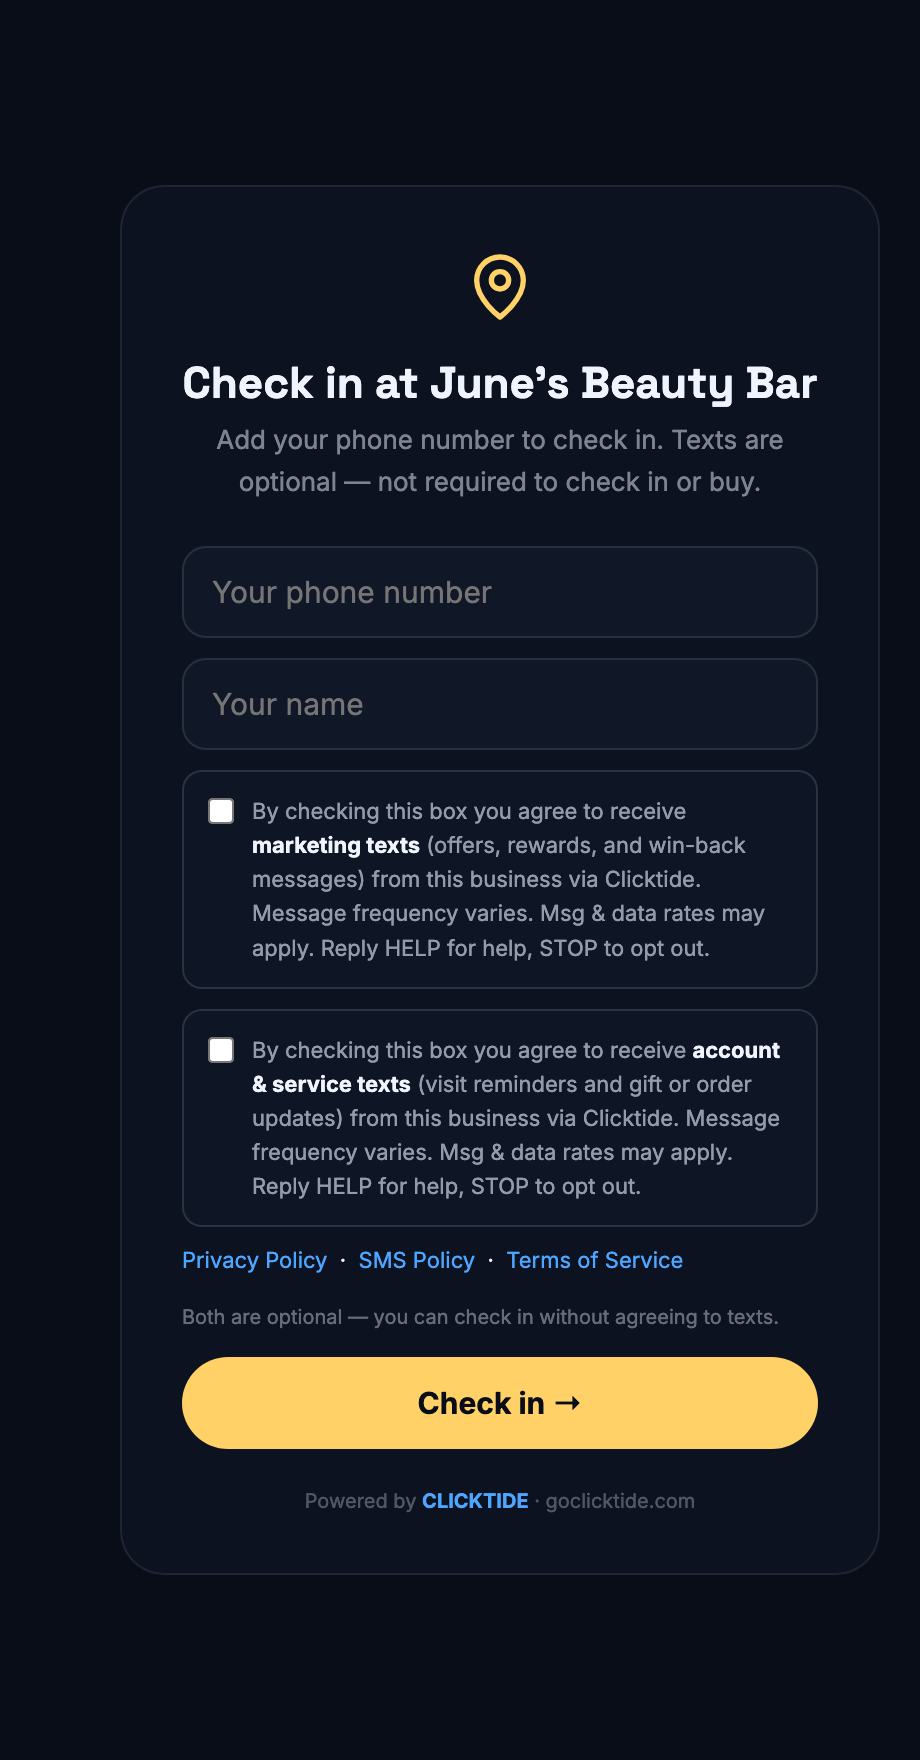 Check in at June's Beauty Bar
Add your phone number to check in. Texts are
optional — not required to check in or buy.
Your phone number
Your name
By checking this box you agree to receive
marketing texts (offers, rewards, and win-back
messages) from this business via Clicktide.
Message frequency varies. Msg & data rates may
apply. Reply HELP for help, STOP to opt out.
By checking this box you agree to receive account
& service texts (visit reminders and gift or order
updates) from this business via Clicktide. Message
frequency varies. Msg & data rates may apply.
Reply HELP for help, STOP to opt out.
Privacy Policy · SMS Policy · Terms of Service
Both are optional — you can check in without agreeing to texts.
Check in →
Powered by CLICKTIDE · goclicktide.com